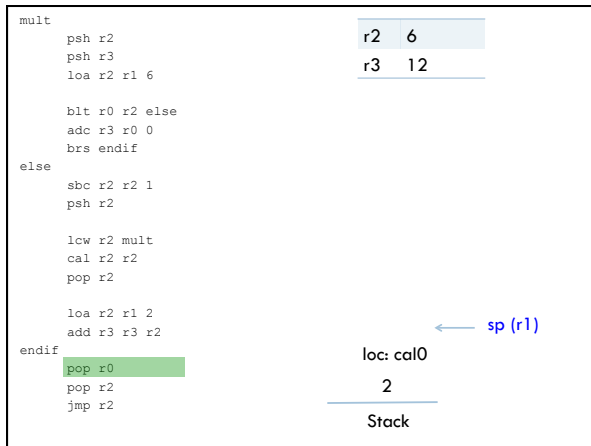 mult
psh r2
psh r3
loa r2 r1 6
blt r0 r2 else
adc r3 r0 0
brs endif
else
sbc r2 r2 1
psh r2
lcw r2 mult
cal r2 r2
pop r2
loa r2 r1 2
add r3 r3 r2
endif
pop r0
pop r2
jmp r2
r2 6
r3 12
sp (r1)
loc: cal0
2
Stack